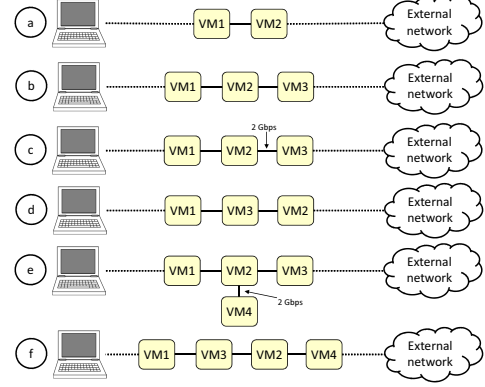 a VM1 VM2 External
network
b VM1 VM2 VM3 External
network
2 Gbps
c VM1 VM2 VM3 External
network
d VM1 VM3 VM2 External
network
e VM1 VM2 VM3 External
network
2 Gbps
VM4
f VM1 VM3 VM2 VM4 External
network